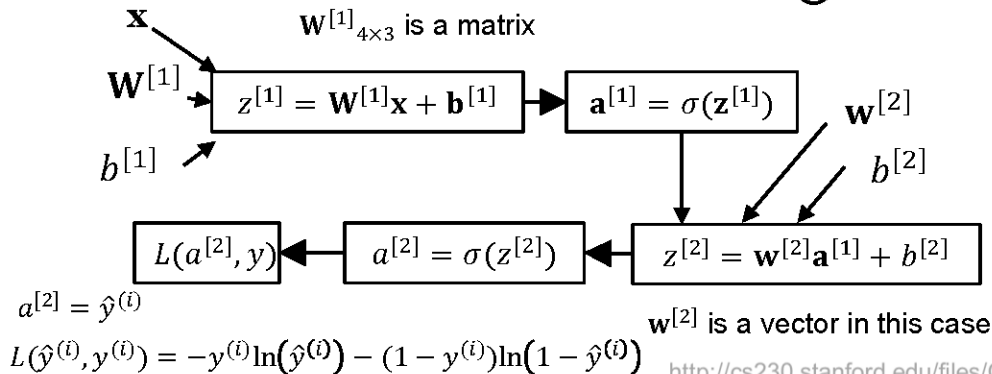 x
W^[1]_4×3 is a matrix
W^[1]
z^[1] = W^[1]x + b^[1]
a^[1] = σ(z^[1])
w^[2]
b^[1]
b^[2]
L(a^[2], y)
a^[2] = σ(z^[2])
z^[2] = w^[2]a^[1] + b^[2]
a^[2] = ŷ^(i)
w^[2] is a vector in this case
L(ŷ^(i), y^(i)) = −y^(i)ln(ŷ^(i)) − (1 − y^(i))ln(1 − ŷ^(i))